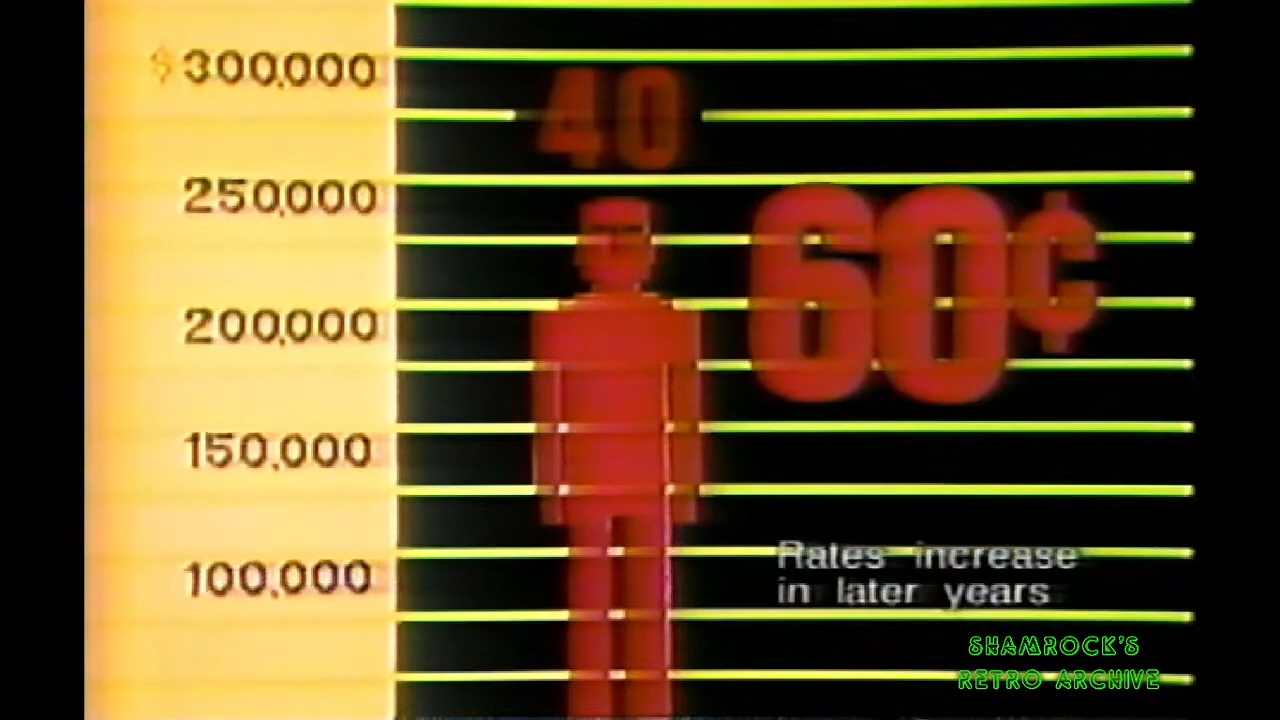 $300,000
40
250,000
60¢
200,000
150,000
100,000
Rates increase
in later years
SHAMROCK'S
RETRO ARCHIVE